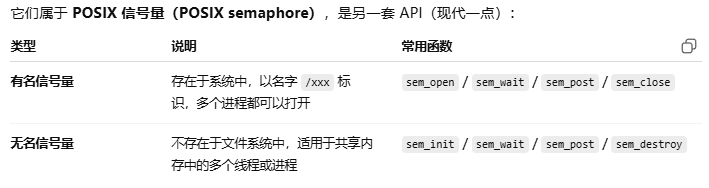 它们属于 POSIX 信号量（POSIX semaphore），是另一套 API（现代一点）：
类型 说明 常用函数
有名信号量 存在于系统中，以名字 /xxx 标 sem_open / sem_wait / sem_post / sem_close
识，多个进程都可以打开
无名信号量 不存在于文件系统中，适用于共享内 sem_init / sem_wait / sem_post / sem_destroy
存中的多个线程或进程